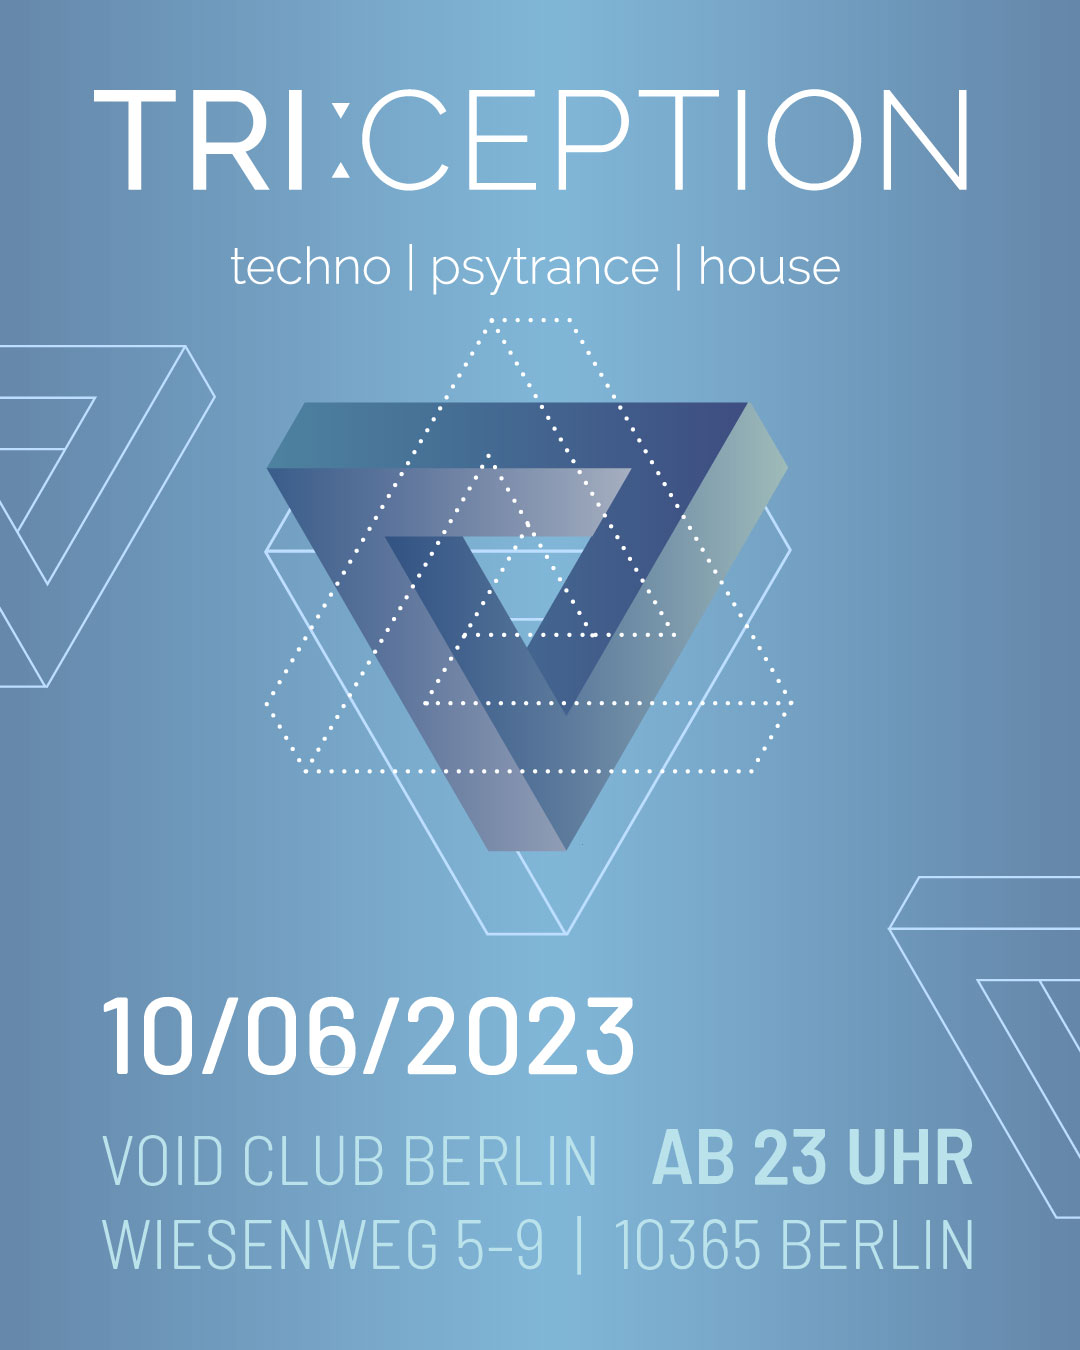 TRI:CEPTION
techno | psytrance | house
10/06/2023
VOID CLUB BERLIN AB 23 UHR
WIESENWEG 5–9 | 10365 BERLIN